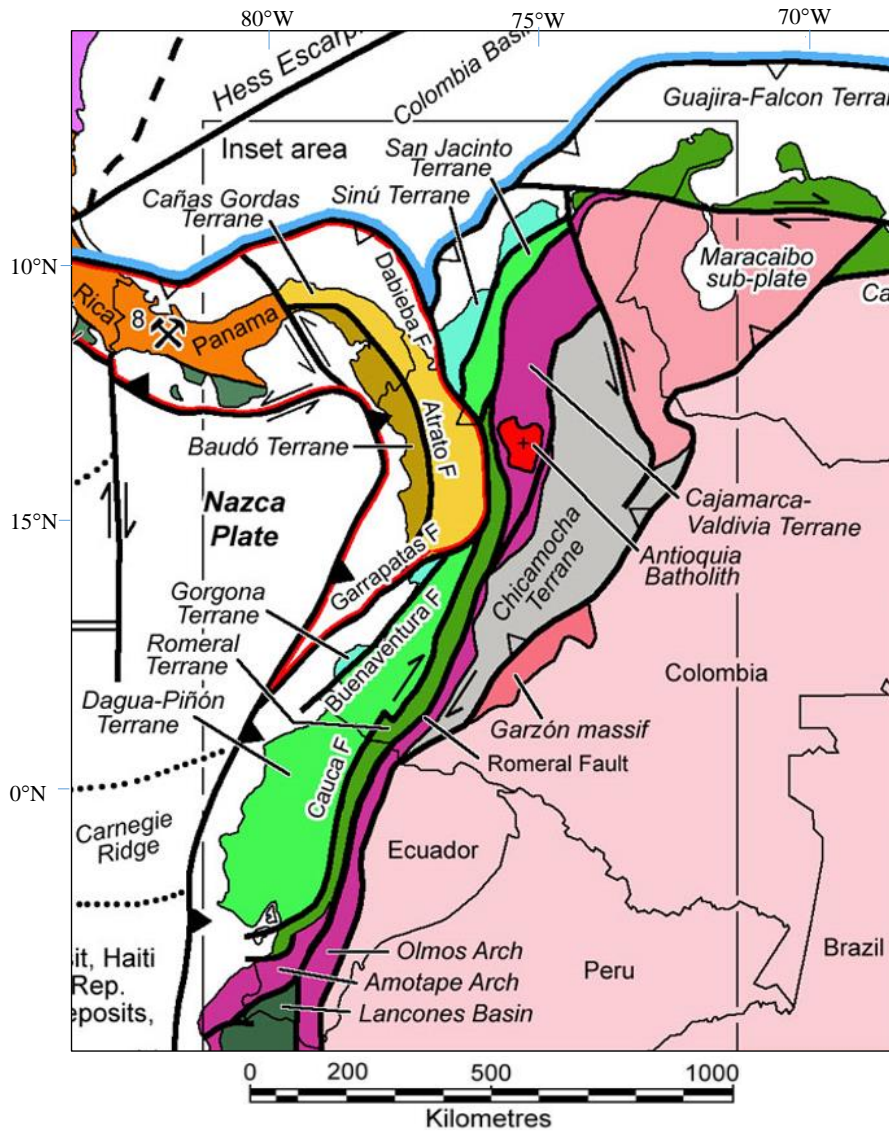 80°W
75°W
70°W
Hess Escarp
Colombia Basin
Guajira-Falcon Terran
Inset area
San Jacinto
Terrane
Cañas Gordas
Terrane
Sinú Terrane
10°N
Dabieba F
Maracaibo
sub-plate
Ca
Rica
8
Panama
Baudó Terrane
Atrato F
Nazca
Plate
15°N
Cajamarca-
Valdivia Terrane
Antioquia
Batholith
Chicamocha
Terrane
Garrapatas F
Gorgona
Terrane
Romeral
Terrane
Buenaventura F
Dagua-Piñón
Terrane
Colombia
Garzón massif
Romeral Fault
Cauca F
0°N
Carnegie
Ridge
Ecuador
Olmos Arch
Amotape Arch
Lancones Basin
Peru
Brazil
it, Haiti
Rep.
eposits,
0
200
500
1000
Kilometres